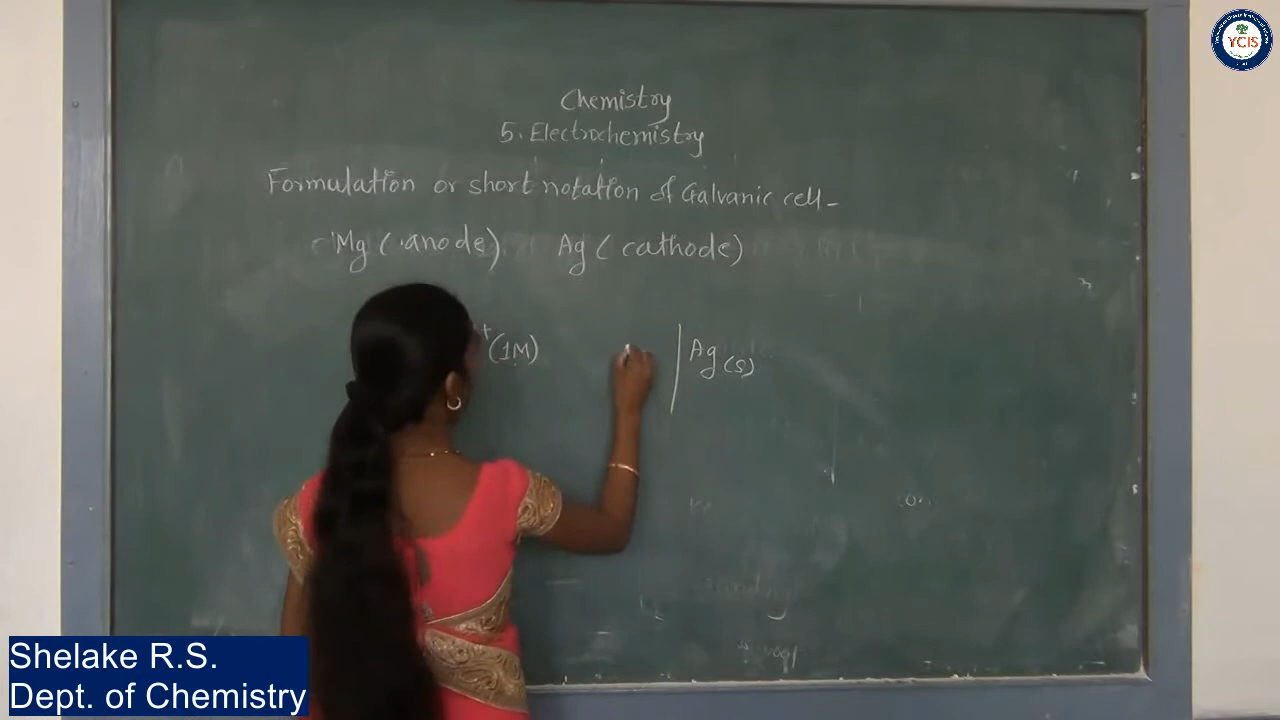 YCIS
Chemistry
5. Electrochemistry
Formulation or short notation of Galvanic cell-
Mg (anode) Ag (cathode)
+(1M) | Ag(s)
Shelake R.S.
Dept. of Chemistry